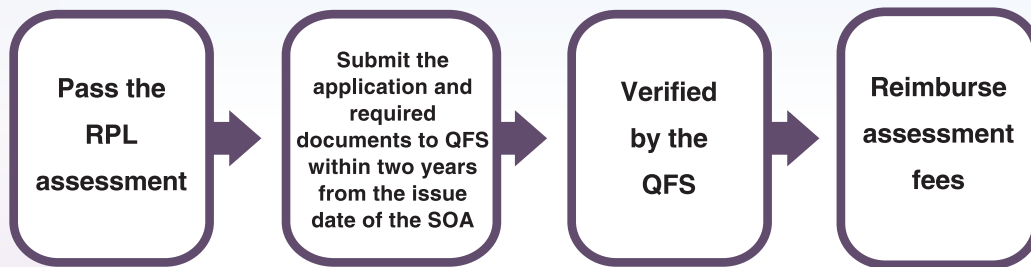 Pass the
RPL
assessment
Submit the
application and
required
documents to QFS
within two years
from the issue
date of the SOA
Verified
by the
QFS
Reimburse
assessment
fees